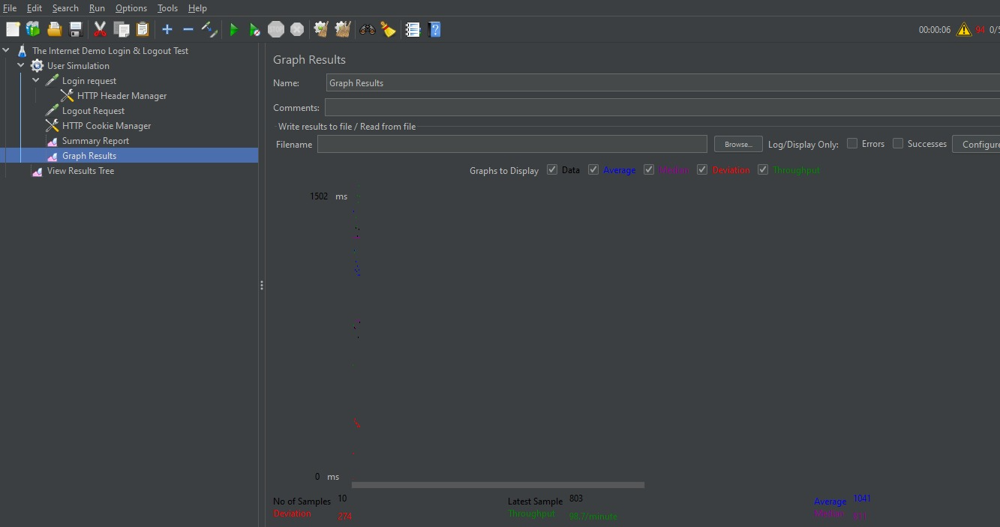 File Edit Search Run Options Tools Help
00:00:06 94 0/5
The Internet Demo Login & Logout Test
User Simulation
Login request
HTTP Header Manager
Logout Request
HTTP Cookie Manager
Summary Report
Graph Results
View Results Tree
Graph Results
Name: Graph Results
Comments:
Write results to file / Read from file
Filename Browse... Log/Display Only: Errors Successes Configure
Graphs to Display Data Average Median Deviation Throughput
1502 ms
0 ms
No of Samples 10 Latest Sample 803 Average 1041
Deviation 274 Throughput 98.7/minute Median